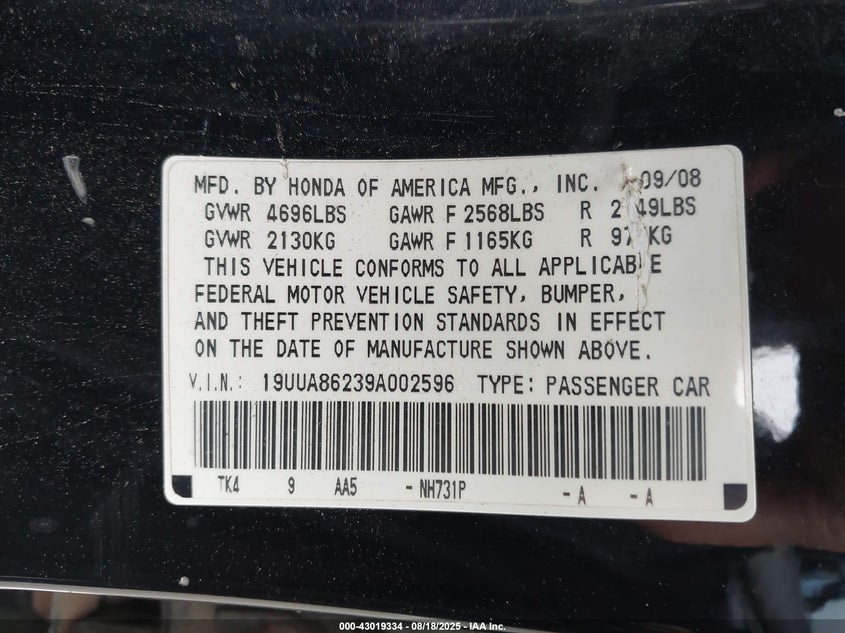 MFD. BY HONDA OF AMERICA MFG., INC. 09/08
GVWR 4696LBS GAWR F 2568LBS R 2149LBS
GVWR 2130KG GAWR F 1165KG R KG
THIS VEHICLE CONFORMS TO ALL APPLICABLE
FEDERAL MOTOR VEHICLE SAFETY, BUMPER,
AND THEFT PREVENTION STANDARDS IN EFFECT
ON THE DATE OF MANUFACTURE SHOWN ABOVE.
V.I.N.: 19UUA86239A002596 TYPE: PASSENGER CAR
TK4 9 AA5 - NH731P - A - A
000-43019334 - 08/18/2025 - IAA Inc.